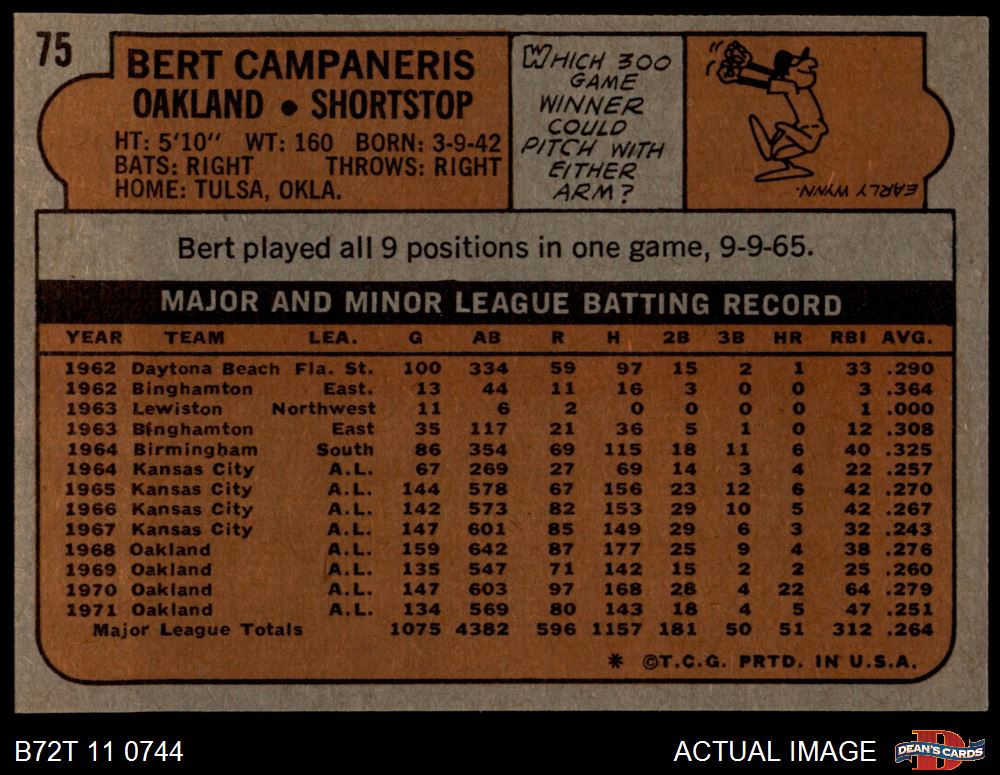 75
BERT CAMPANERIS
OAKLAND • SHORTSTOP
HT: 5'10" WT: 160 BORN: 3-9-42
BATS: RIGHT THROWS: RIGHT
HOME: TULSA, OKLA.
WHICH 300
GAME
WINNER
COULD
PITCH WITH
EITHER
ARM?
EARLY WYNN.
Bert played all 9 positions in one game, 9-9-65.
MAJOR AND MINOR LEAGUE BATTING RECORD
YEAR TEAM LEA. G AB R H 2B 3B HR RBI AVG.
1962 Daytona Beach Fla. St. 100 334 59 97 15 2 1 33 .290
1962 Binghamton East. 13 44 11 16 3 0 0 3 .364
1963 Lewiston Northwest 11 6 2 0 0 0 0 1 .000
1963 Binghamton East 35 117 21 36 5 1 0 12 .308
1964 Birmingham South 86 354 69 115 18 11 6 40 .325
1964 Kansas City A.L. 67 269 27 69 14 3 4 22 .257
1965 Kansas City A.L. 144 578 67 156 23 12 6 42 .270
1966 Kansas City A.L. 142 573 82 153 29 10 5 42 .267
1967 Kansas City A.L. 147 601 85 149 29 6 3 32 .243
1968 Oakland A.L. 159 642 87 177 25 9 4 38 .276
1969 Oakland A.L. 135 547 71 142 15 2 2 25 .260
1970 Oakland A.L. 147 603 97 168 28 4 22 64 .279
1971 Oakland A.L. 134 569 80 143 18 4 5 47 .251
Major League Totals 1075 4382 596 1157 181 50 51 312 .264
* ©T.C.G. PRTD. IN U.S.A.
B72T 11 0744
ACTUAL IMAGE
DEAN'S CARDS